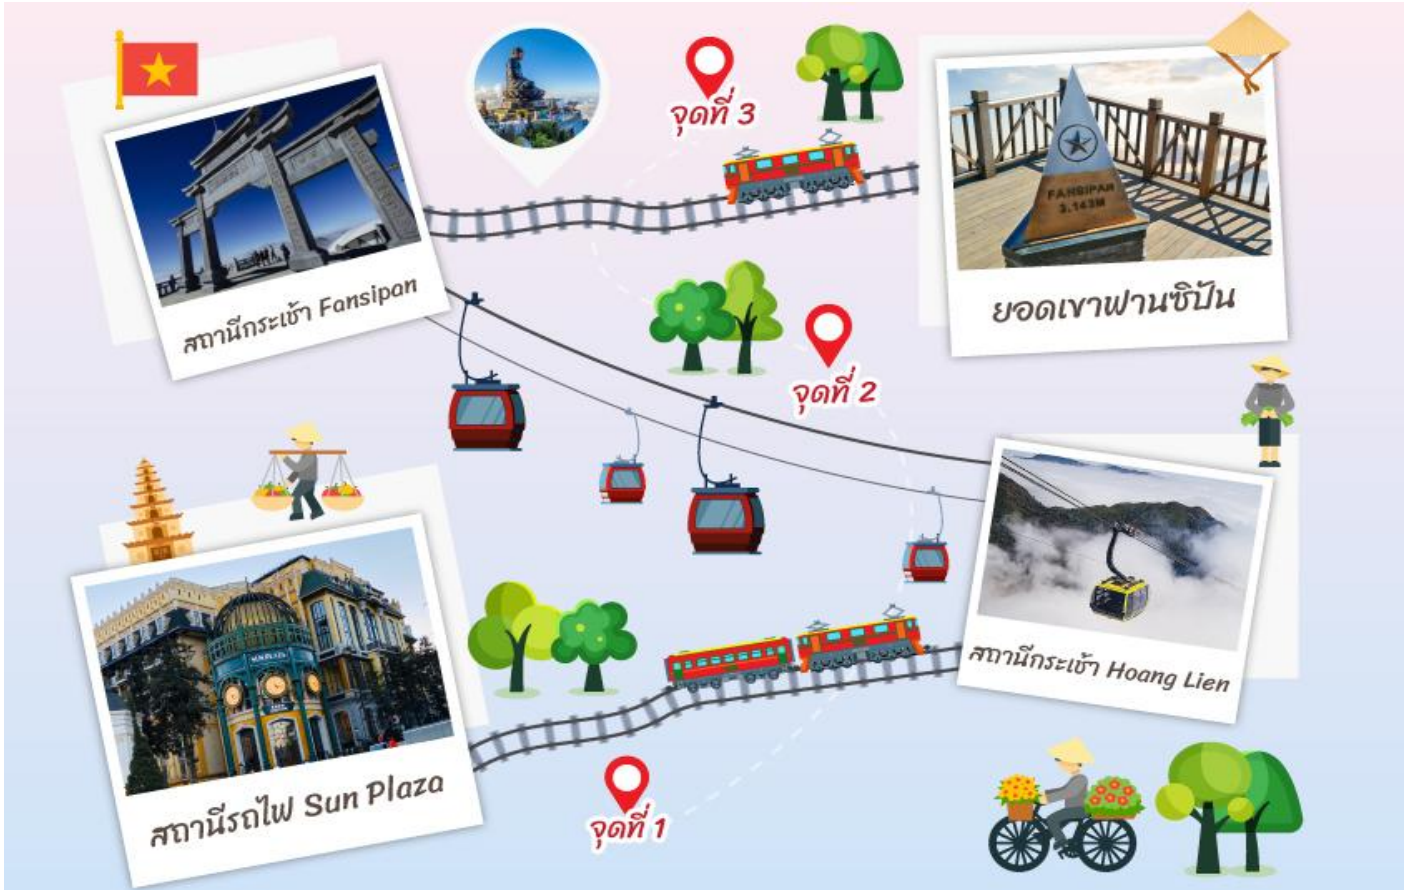 จุดที่ 3
FANSIPAN
3.143M
สถานีกระเช้า Fansipan
ยอดเขาฟานซิปัน
จุดที่ 2
SUN PLAZA
สถานีกระเช้า Hoang Lien
สถานีรถไฟ Sun Plaza
จุดที่ 1